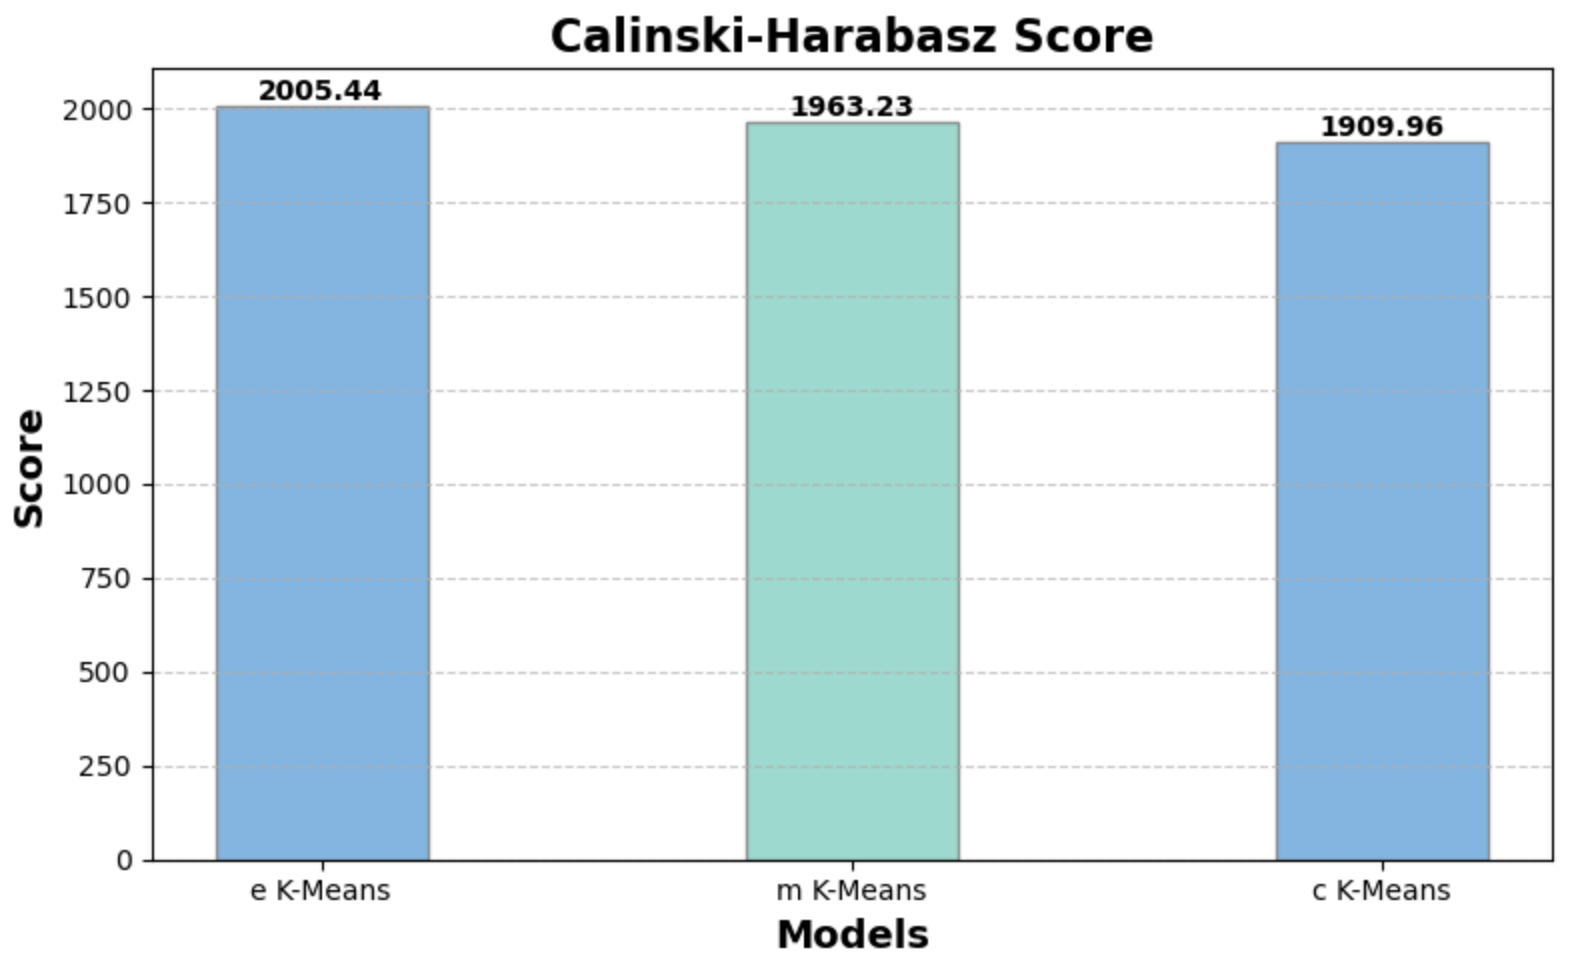 Calinski-Harabasz Score
2005.44
1963.23
1909.96
2000
1750
1500
1250
1000
750
500
250
0
Score
e K-Means
m K-Means
c K-Means
Models